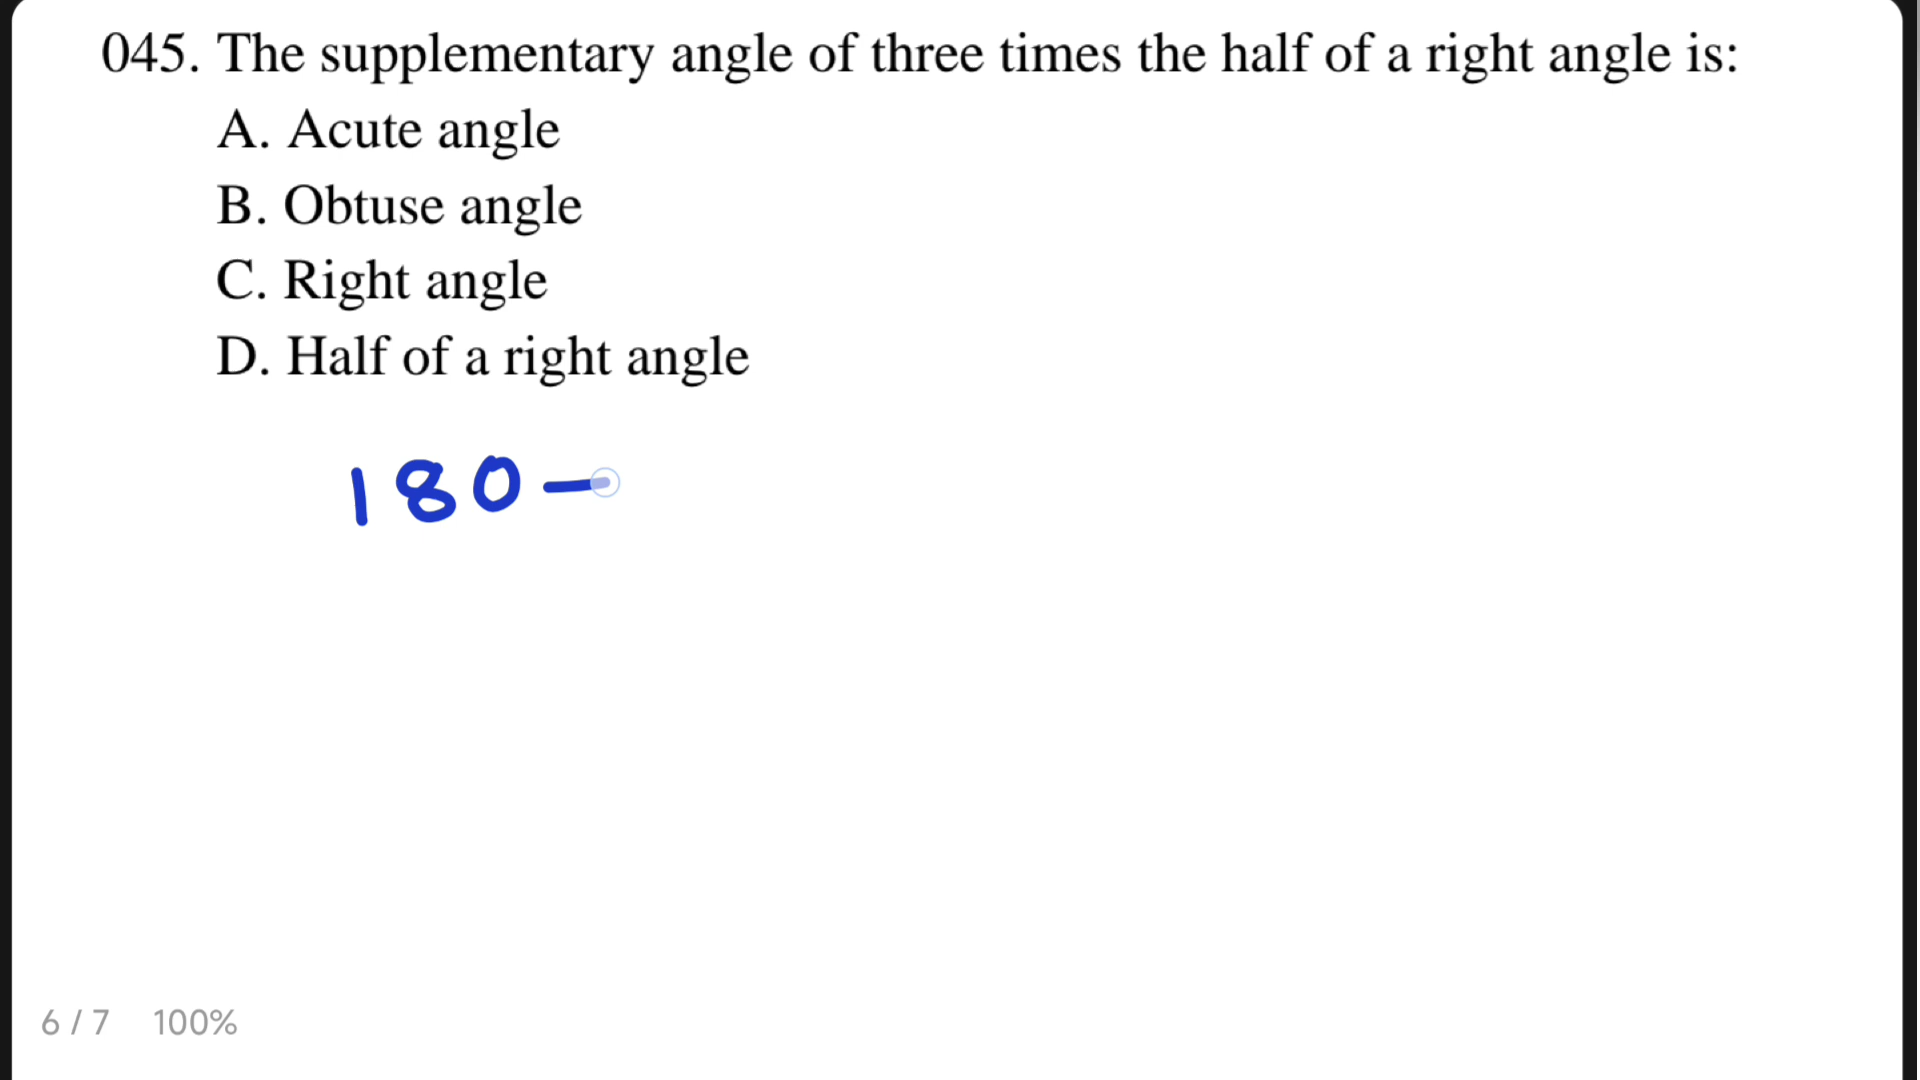 045. The supplementary angle of three times the half of a right angle is:
A. Acute angle
B. Obtuse angle
C. Right angle
D. Half of a right angle
180 –
6 / 7 100%